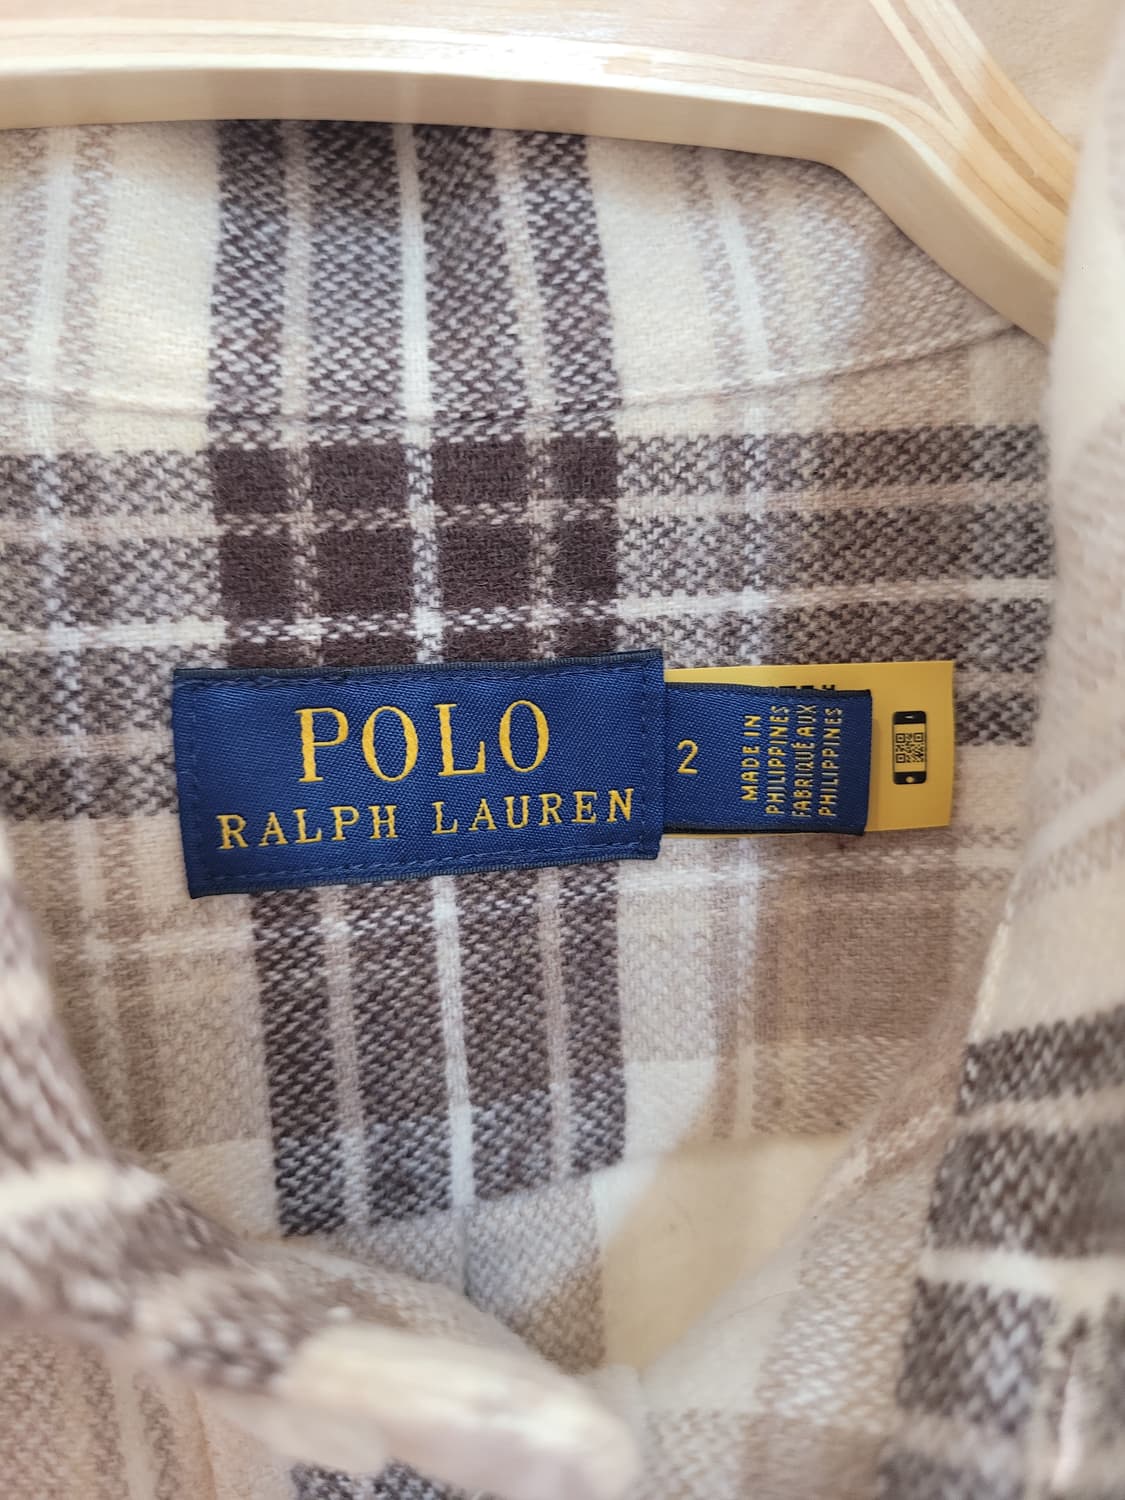 POLO
RALPH LAUREN
2
MADE IN
PHILIPPINES
FABRIQUÉ AUX
PHILIPPINES